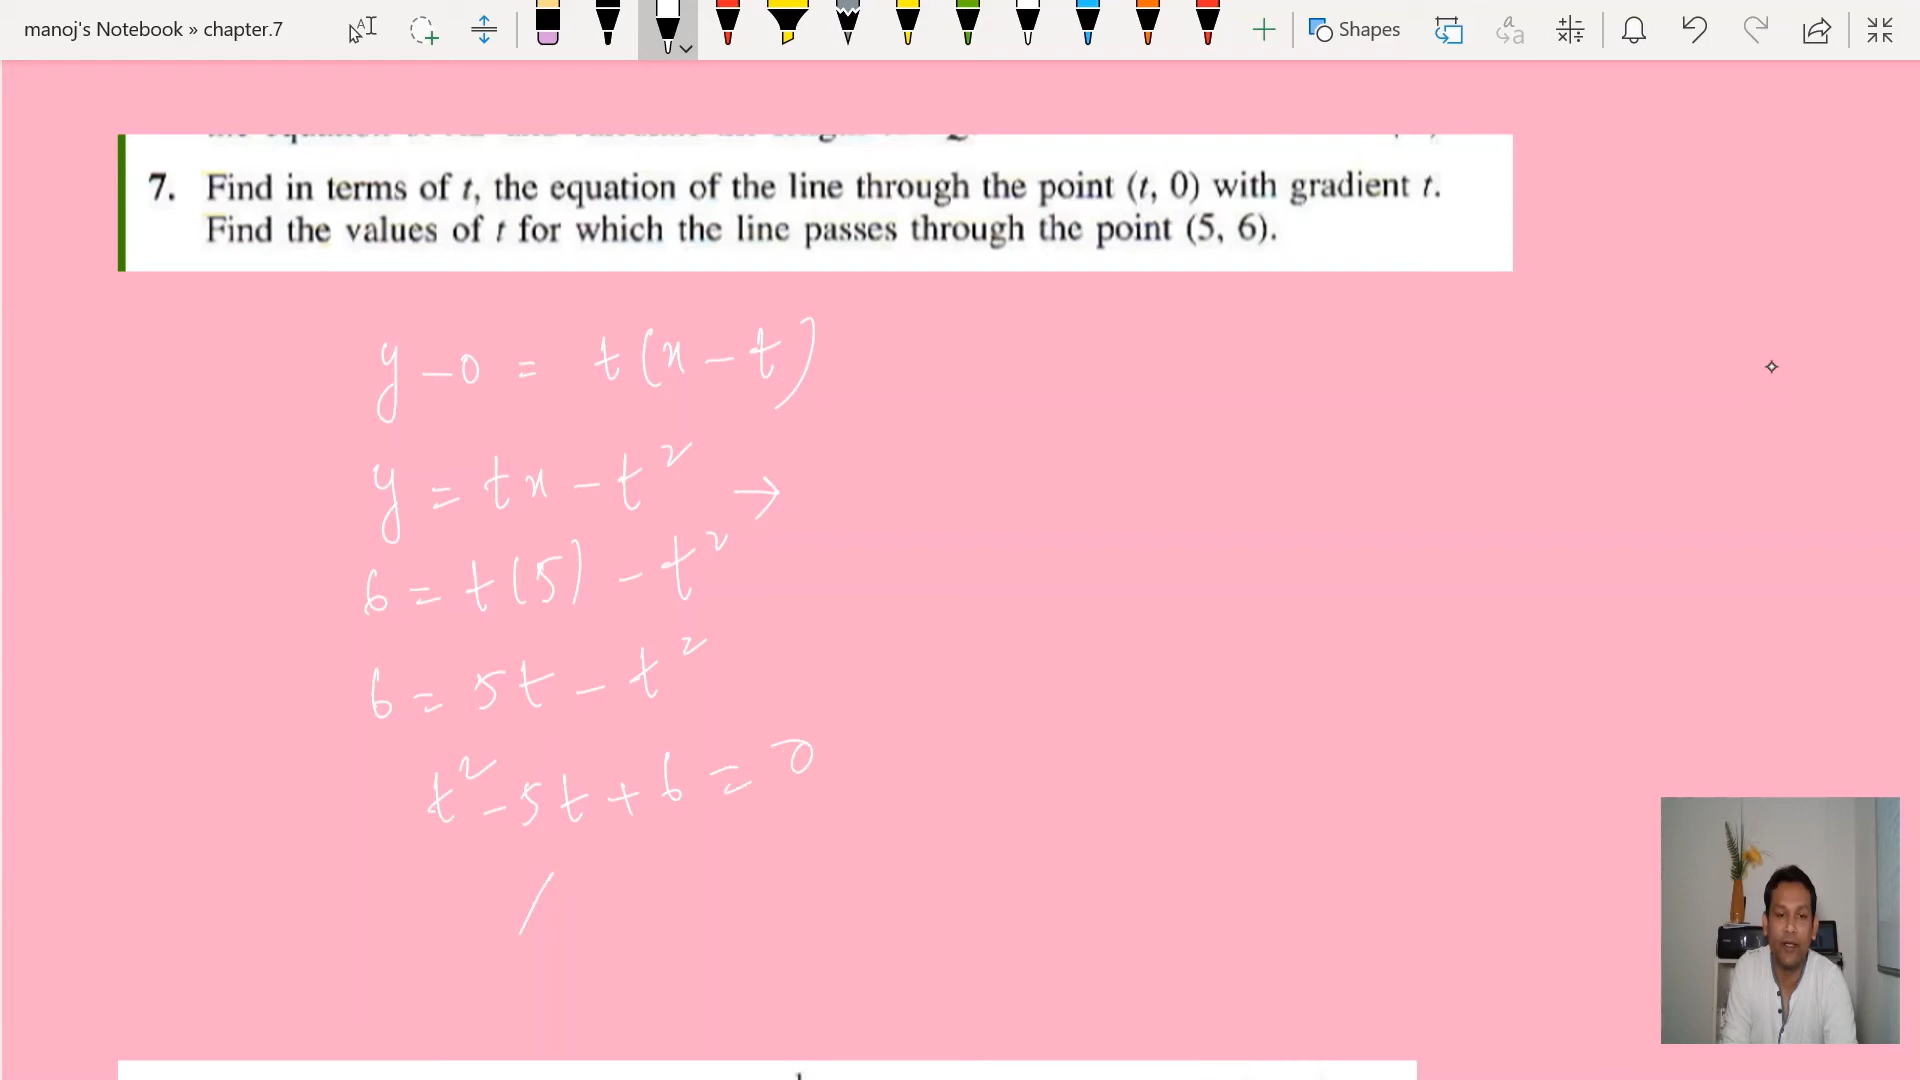 manoj's Notebook » chapter.7
Shapes
7. Find in terms of t, the equation of the line through the point (t, 0) with gradient t.
Find the values of t for which the line passes through the point (5, 6).
y - 0 = t(x - t)
y = tx - t² →
6 = t(5) - t²
6 = 5t - t²
t² - 5t + 6 = 0